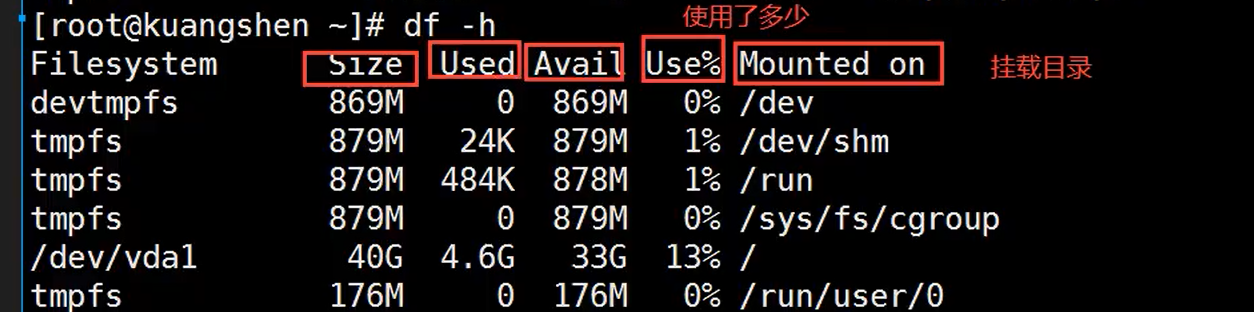 [root@kuangshen ~]# df -h 使用了多少
Filesystem Size Used Avail Use% Mounted on 挂载目录
devtmpfs 869M 0 869M 0% /dev
tmpfs 879M 24K 879M 1% /dev/shm
tmpfs 879M 484K 878M 1% /run
tmpfs 879M 0 879M 0% /sys/fs/cgroup
/dev/vda1 40G 4.6G 33G 13% /
tmpfs 176M 0 176M 0% /run/user/0